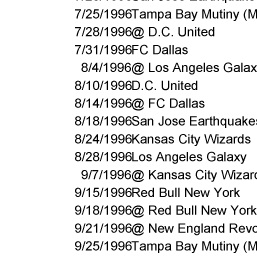 7/25/1996Tampa Bay Mutiny (M
7/28/1996@ D.C. United
7/31/1996FC Dallas
8/4/1996@ Los Angeles Galax
8/10/1996D.C. United
8/14/1996@ FC Dallas
8/18/1996San Jose Earthquake
8/24/1996Kansas City Wizards
8/28/1996Los Angeles Galaxy
9/7/1996@ Kansas City Wizar
9/15/1996Red Bull New York
9/18/1996@ Red Bull New York
9/21/1996@ New England Revo
9/25/1996Tampa Bay Mutiny (M